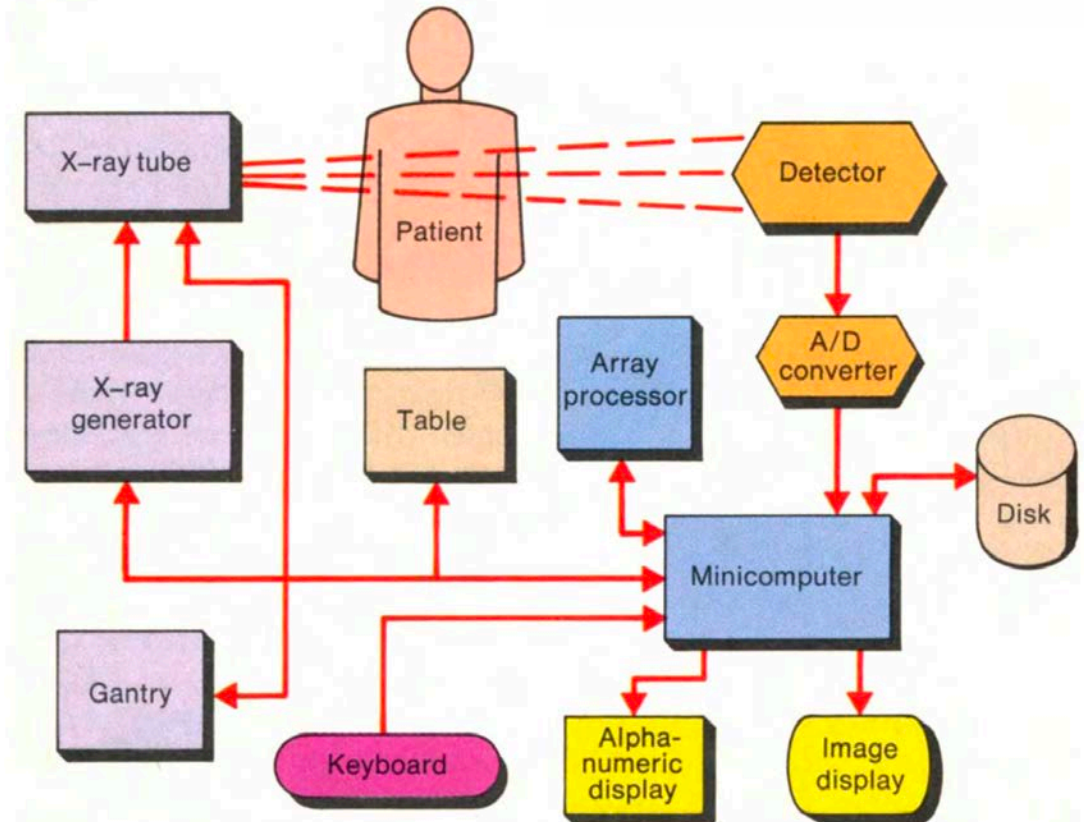 X–ray tube
Detector
Patient
A/D
converter
X–ray
generator
Table
Array
processor
Disk
Minicomputer
Gantry
Keyboard
Alpha-
numeric
display
Image
display